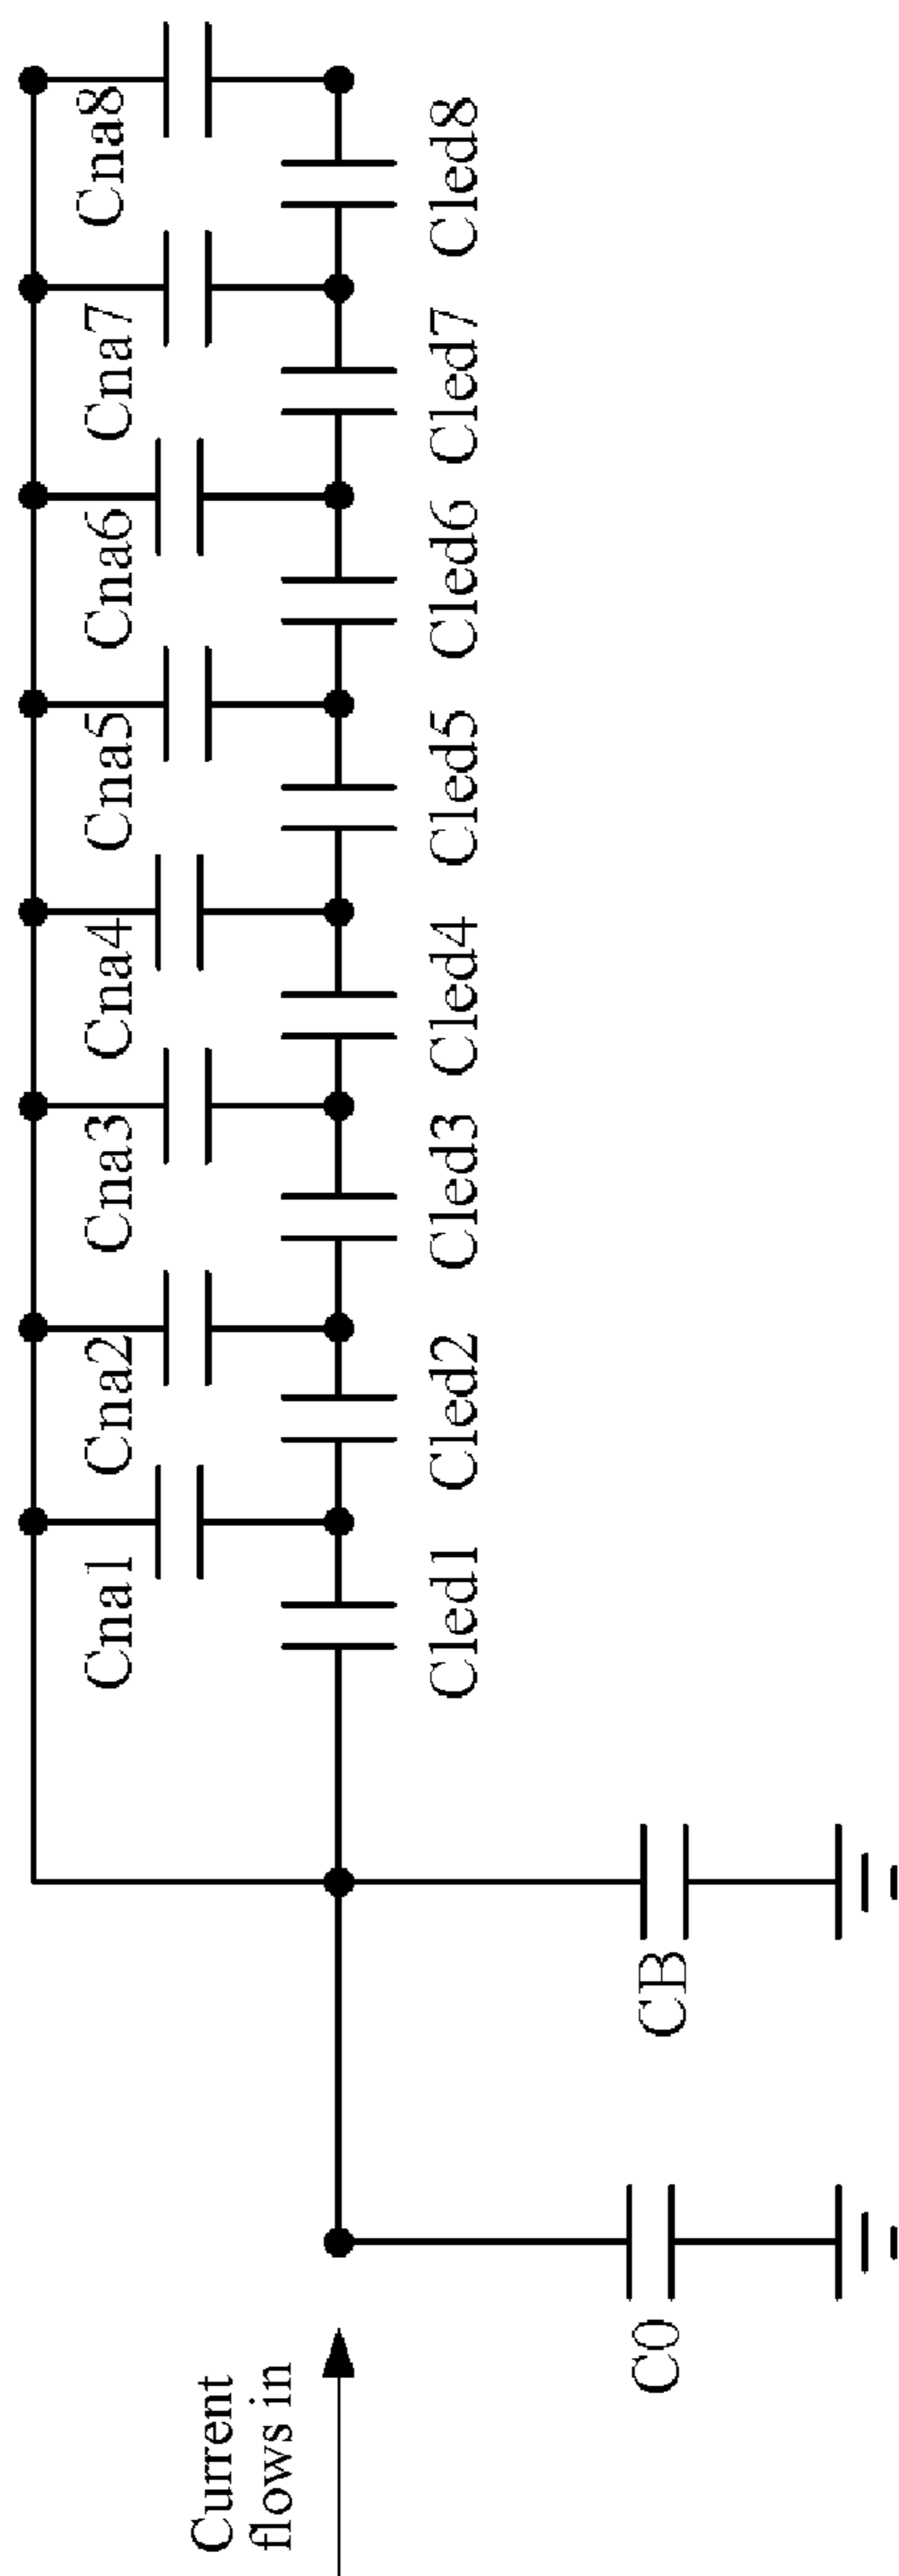 Current
flows in
C0
CB
Cna1
Cna2
Cna3
Cna4
Cna5
Cna6
Cna7
Cna8
Cled1
Cled2
Cled3
Cled4
Cled5
Cled6
Cled7
Cled8